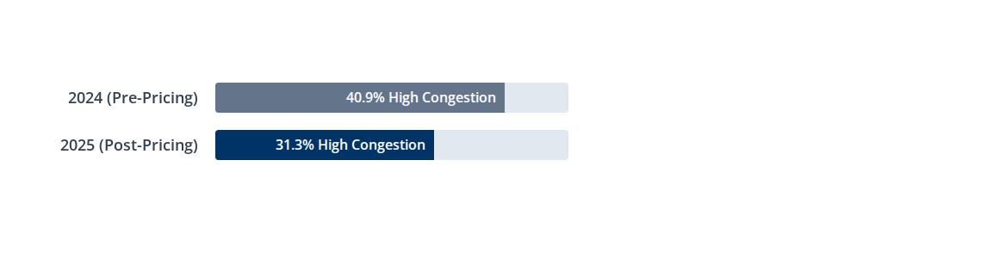 2024 (Pre-Pricing) 40.9% High Congestion
2025 (Post-Pricing) 31.3% High Congestion